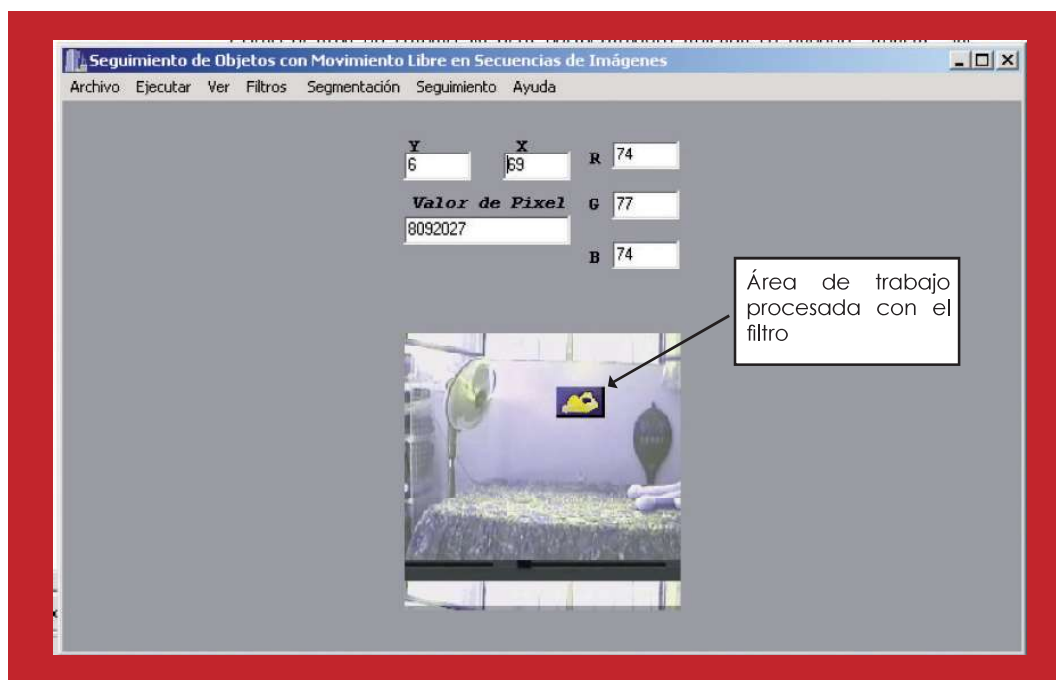 Seguimiento de Objetos con Movimiento Libre en Secuencias de Imágenes
Archivo Ejecutar Ver Filtros Segmentación Seguimiento Ayuda
Y X
6 69 R 74
Valor de Pixel G 77
8092027
B 74
Área de trabajo
procesada con el
filtro